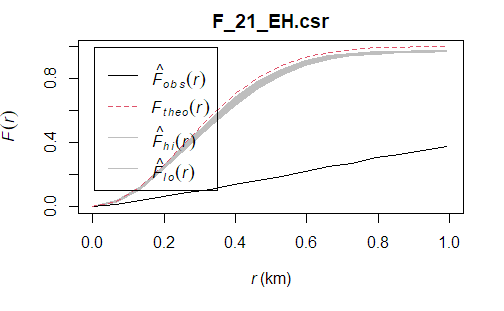 F_21_EH.csr
F(r)
0.0 0.4 0.8
F̂obs(r)
Ftheo(r)
F̂hi(r)
F̂lo(r)
0.0 0.2 0.4 0.6 0.8 1.0
r (km)